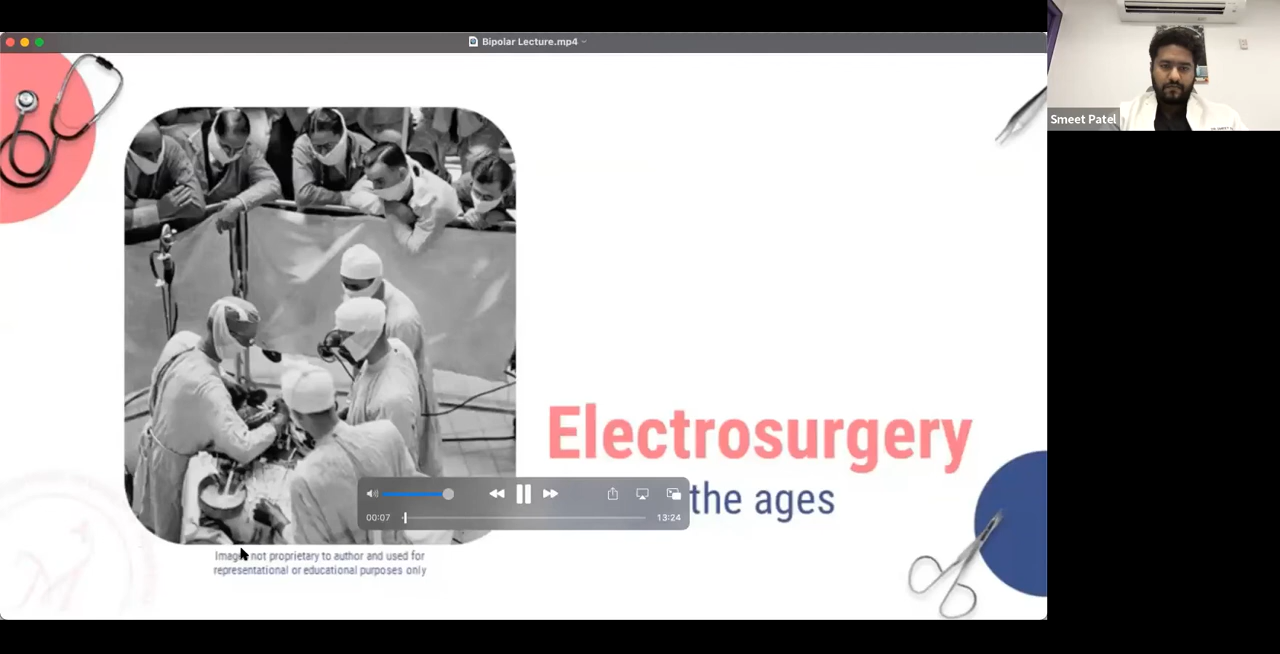 Bipolar Lecture.mp4
Smeet Patel
Electrosurgery
the ages
00:07
13:24
Image not proprietary to author and used for
representational or educational purposes only